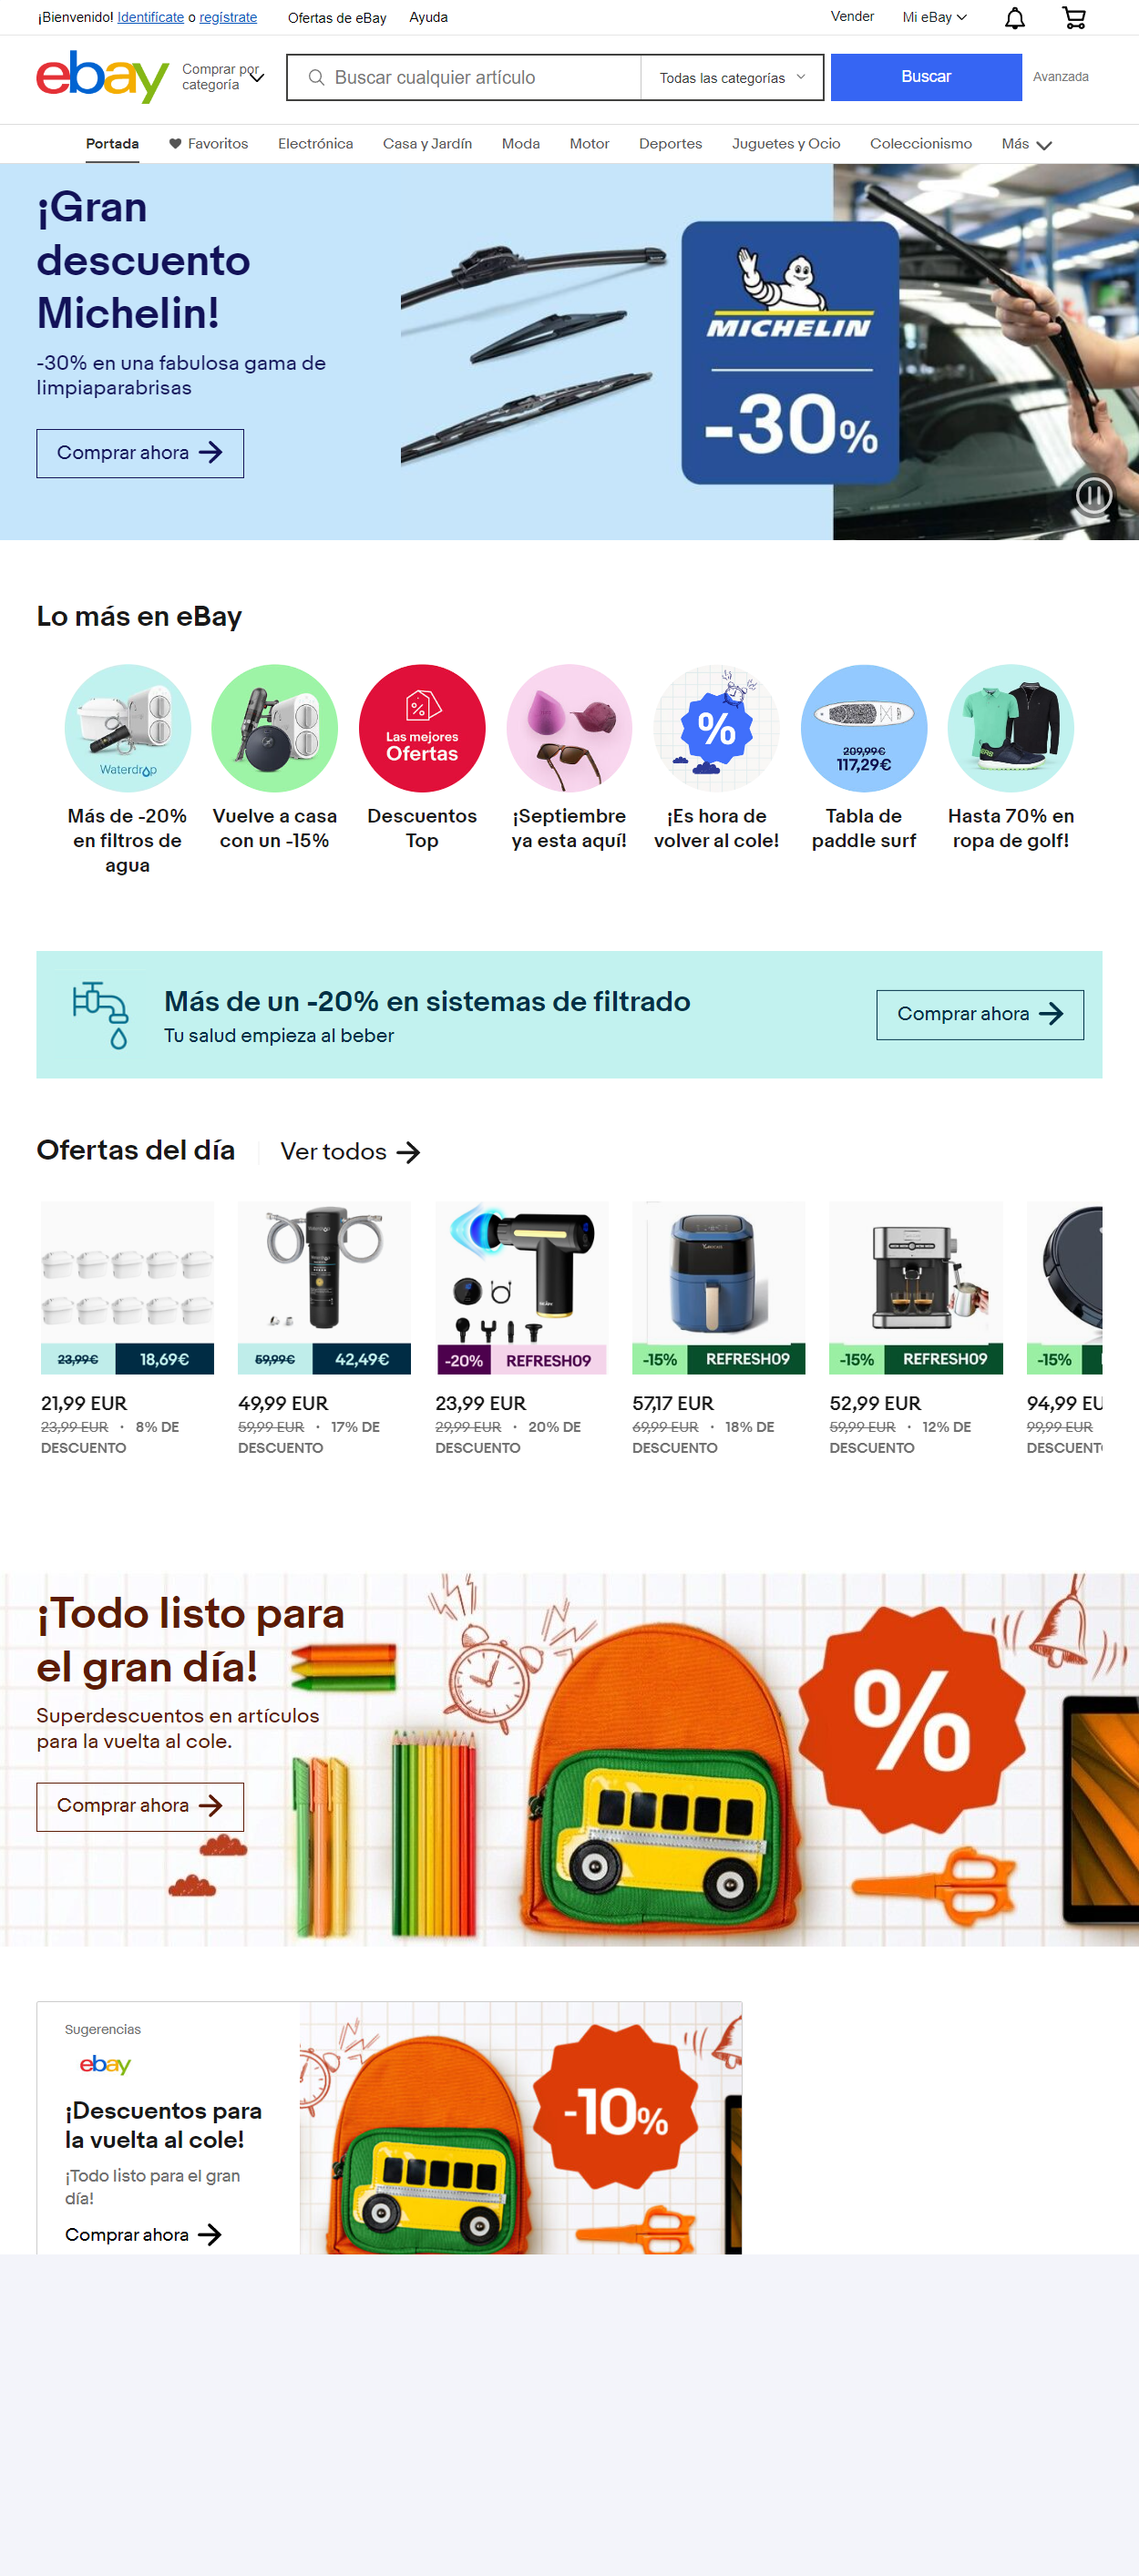 ¡Bienvenido! Identifícate o regístrate
Ofertas de eBay
Ayuda
Vender
Mi eBay
ebay
Comprar por
categoría
Buscar cualquier artículo
Todas las categorías
Buscar
Avanzada
Portada
Favoritos
Electrónica
Casa y Jardín
Moda
Motor
Deportes
Juguetes y Ocio
Coleccionismo
Más
¡Gran
descuento
Michelin!
-30% en una fabulosa gama de
limpiaparabrisas
Comprar ahora
MICHELIN
-30%
Lo más en eBay
Waterdrop
Las mejores
Ofertas
%
209,99€
117,29€
Más de -20%
en filtros de
agua
Vuelve a casa
con un -15%
Descuentos
Top
¡Septiembre
ya esta aquí!
¡Es hora de
volver al cole!
Tabla de
paddle surf
Hasta 70% en
ropa de golf!
Más de un -20% en sistemas de filtrado
Tu salud empieza al beber
Comprar ahora
Ofertas del día
Ver todos
23,99€ 18,69€
59,99€ 42,49€
-20% REFRESH09
-15% REFRESH09
-15% REFRESH09
-15%
21,99 EUR
23,99 EUR · 8% DE
DESCUENTO
49,99 EUR
59,99 EUR · 17% DE
DESCUENTO
23,99 EUR
29,99 EUR · 20% DE
DESCUENTO
57,17 EUR
69,99 EUR · 18% DE
DESCUENTO
52,99 EUR
59,99 EUR · 12% DE
DESCUENTO
94,99 EU
99,99 EUR
DESCUENT
¡Todo listo para
el gran día!
Superdescuentos en artículos
para la vuelta al cole.
Comprar ahora
%
Sugerencias
ebay
¡Descuentos para
la vuelta al cole!
¡Todo listo para el gran
día!
Comprar ahora
-10%